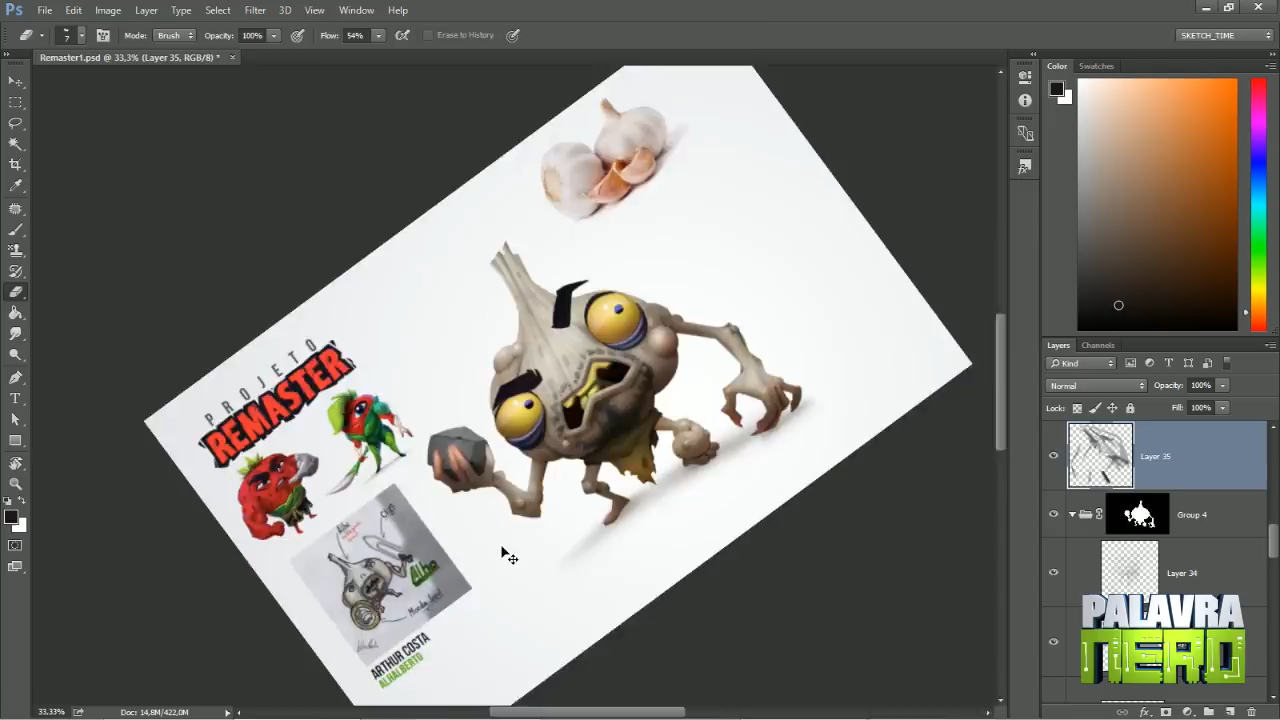 Ps File Edit Image Layer Type Select Filter 3D View Window Help
7 Mode: Brush Opacity: 100% Flow: 54% Erase to History SKETCH_TIME
Remaster1.psd @ 33,3% (Layer 35, RGB/8) * ×
Color Swatches
PROJETO
REMASTER
Alho
ARTHUR COSTA
ALHALBERTO
Layers Channels
Kind
Normal Opacity: 100%
Lock: Fill: 100%
Layer 35
Group 4
Layer 34
PALAVRA
NERD
33,33% Doc: 14,8M/422,0M